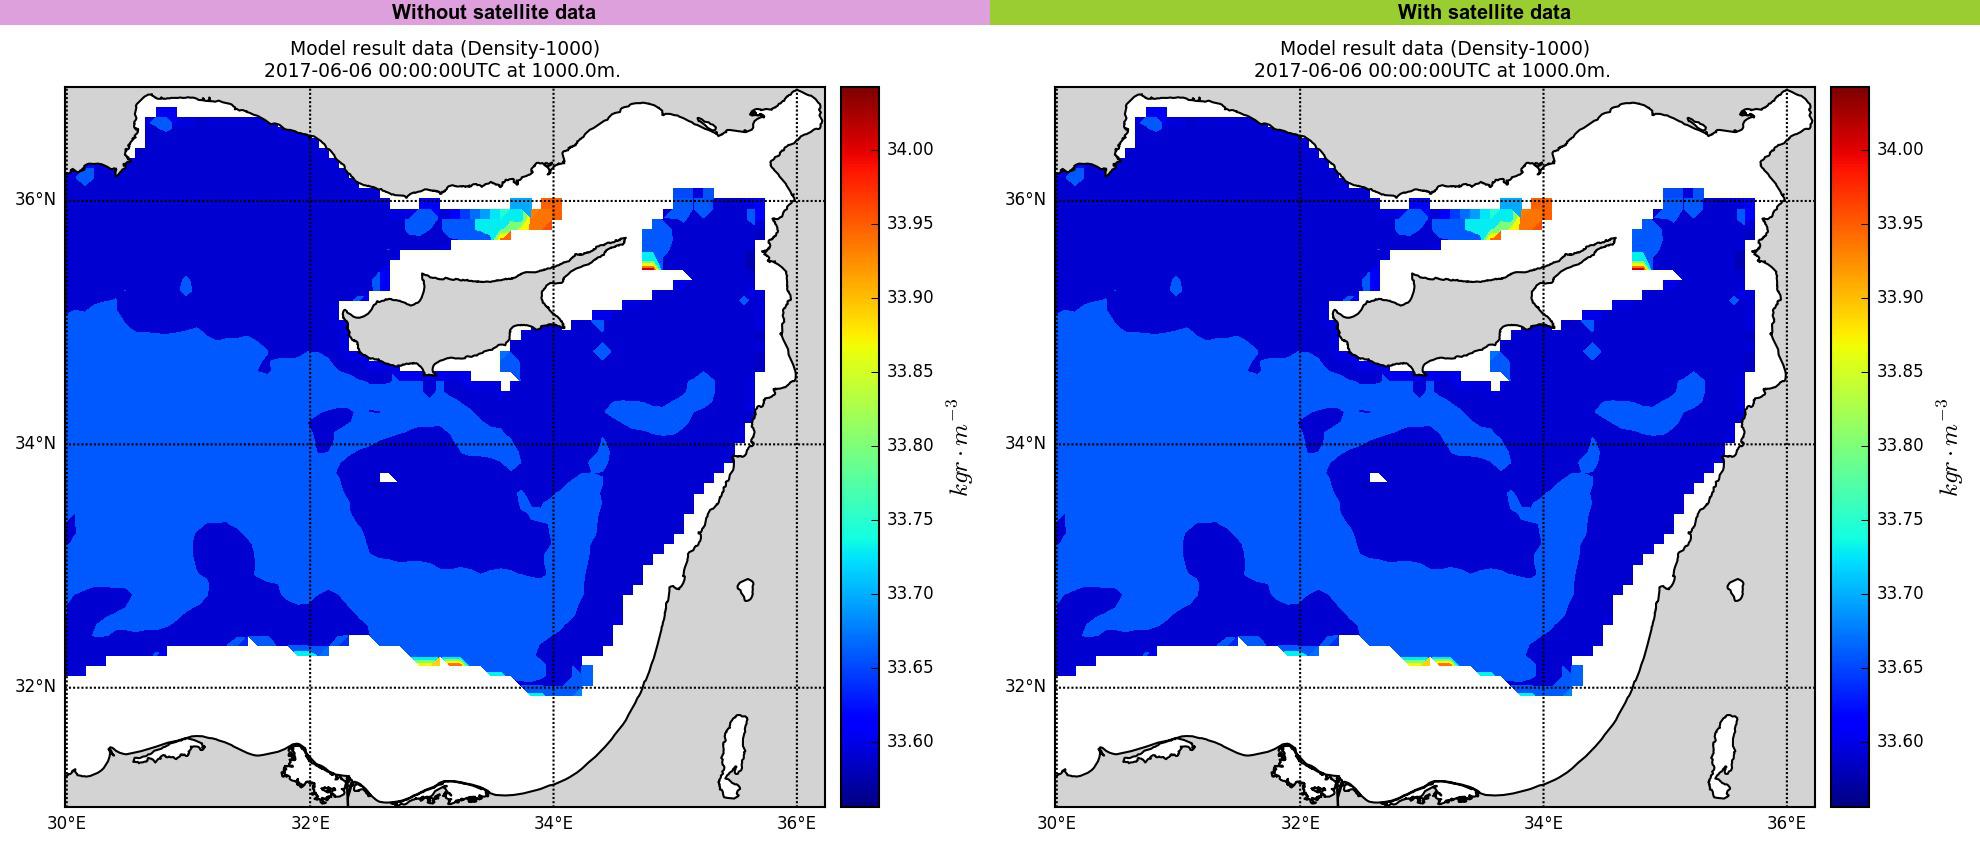 Without satellite data
With satellite data
Model result data (Density-1000)
2017-06-06 00:00:00UTC at 1000.0m.
36°N
34°N
32°N
30°E
32°E
34°E
36°E
34.00
33.95
33.90
33.85
33.80
33.75
33.70
33.65
33.60
kgr · m⁻³
Model result data (Density-1000)
2017-06-06 00:00:00UTC at 1000.0m.
36°N
34°N
32°N
30°E
32°E
34°E
36°E
34.00
33.95
33.90
33.85
33.80
33.75
33.70
33.65
33.60
kgr · m⁻³